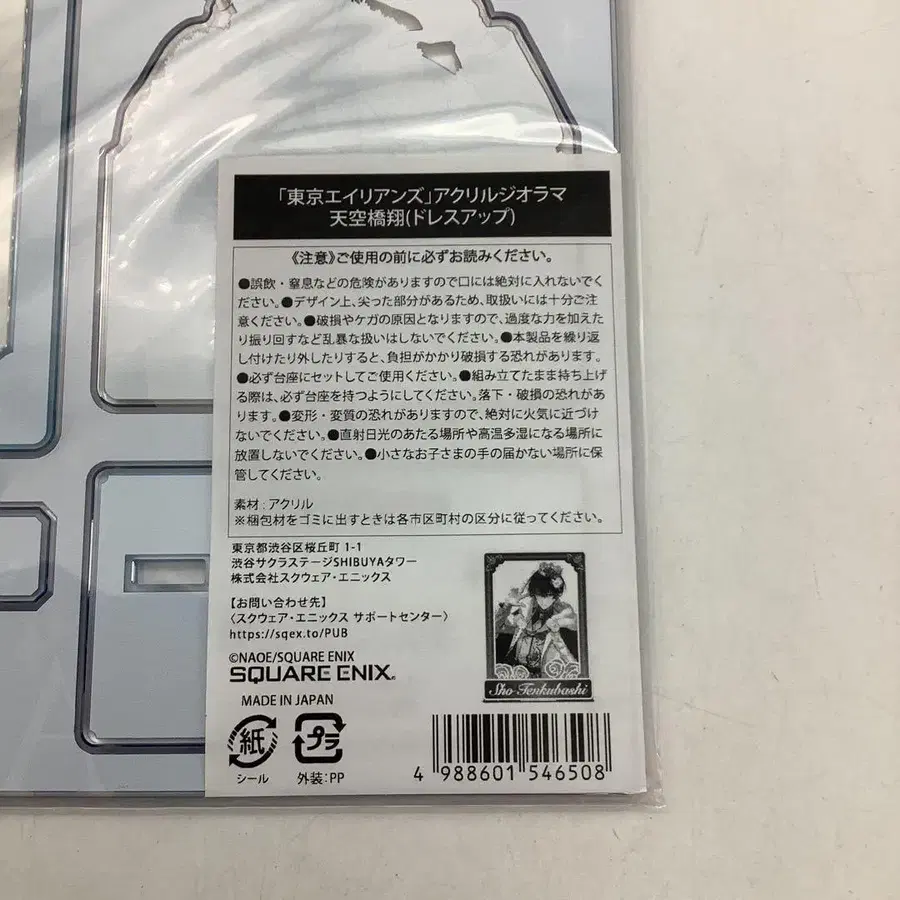 「東京エイリアンズ」アクリルジオラマ
天空橋翔(ドレスアップ)
《注意》ご使用の前に必ずお読みください。
●誤飲・窒息などの危険がありますので口には絶対に入れないでく
ださい。●デザイン上、尖った部分があるため、取扱いには十分ご注
意ください。●破損やケガの原因となりますので、過度な力を加えた
り振り回すなど乱暴な扱いはしないでください。●本製品を繰り返
し付けたり外したりすると、負担がかかり破損する恐れがあります。
●必ず台座にセットしてご使用ください。●組み立てたまま持ち上げ
る際は、必ず台座を持つようにしてください。落下・破損の恐れがあ
ります。●変形・変質の恐れがありますので、絶対に火気に近づけ
ないでください。●直射日光のあたる場所や高温多湿になる場所に
放置しないでください。●小さなお子さまの手の届かない場所に保
管してください。
素材:アクリル
※梱包材をゴミに出すときは各市区町村の区分に従ってください。
東京都渋谷区桜丘町 1-1
渋谷サクラステージSHIBUYAタワー
株式会社スクウェア・エニックス
【お問い合わせ先】
〈スクウェア・エニックス サポートセンター〉
https://sqex.to/PUB
©NAOE/SQUARE ENIX
SQUARE ENIX®
MADE IN JAPAN
紙
シール
プラ
外装:PP
Sho Tenkubashi
4 988601 546508